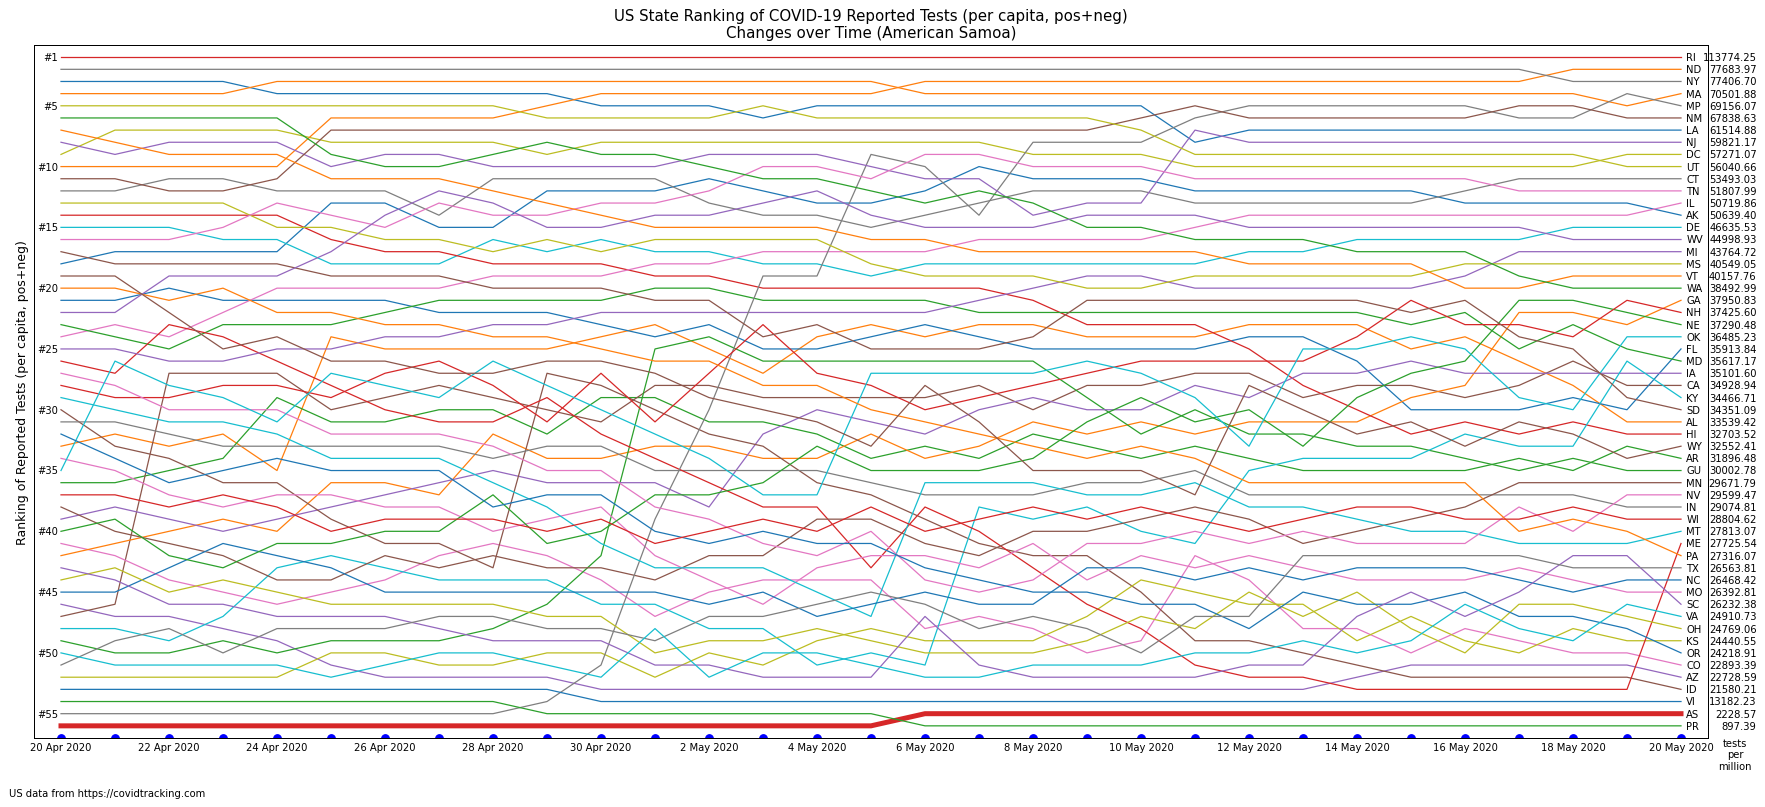 US State Ranking of COVID-19 Reported Tests (per capita, pos+neg)
Changes over Time (American Samoa)
Ranking of Reported Tests (per capita, pos+neg)
#1
#5
#10
#15
#20
#25
#30
#35
#40
#45
#50
#55
RI 113774.25
ND 77683.97
NY 77406.70
MA 70501.88
MP 69156.07
NM 67838.63
LA 61514.88
NJ 59821.17
DC 57271.07
UT 56040.66
CT 53493.03
TN 51807.99
IL 50719.86
AK 50639.40
DE 46635.53
WV 44998.93
MI 43764.72
MS 40549.05
VT 40157.76
WA 38492.99
GA 37950.83
NH 37425.60
NE 37290.48
OK 36485.23
FL 35913.84
MD 35617.17
IA 35101.60
CA 34928.94
KY 34466.71
SD 34351.09
AL 33539.42
HI 32703.52
WY 32552.41
AR 31896.48
GU 30002.78
MN 29671.79
NV 29599.47
IN 29074.81
WI 28804.62
MT 27813.07
ME 27725.54
PA 27316.07
TX 26563.81
NC 26468.42
MO 26392.81
SC 26232.38
VA 24910.73
OH 24769.06
KS 24440.55
OR 24218.91
CO 22893.39
AZ 22728.59
ID 21580.21
VI 13182.23
AS 2228.57
PR 897.39
20 Apr 2020 22 Apr 2020 24 Apr 2020 26 Apr 2020 28 Apr 2020 30 Apr 2020 2 May 2020 4 May 2020 6 May 2020 8 May 2020 10 May 2020 12 May 2020 14 May 2020 16 May 2020 18 May 2020 20 May 2020
tests
per
million
US data from https://covidtracking.com